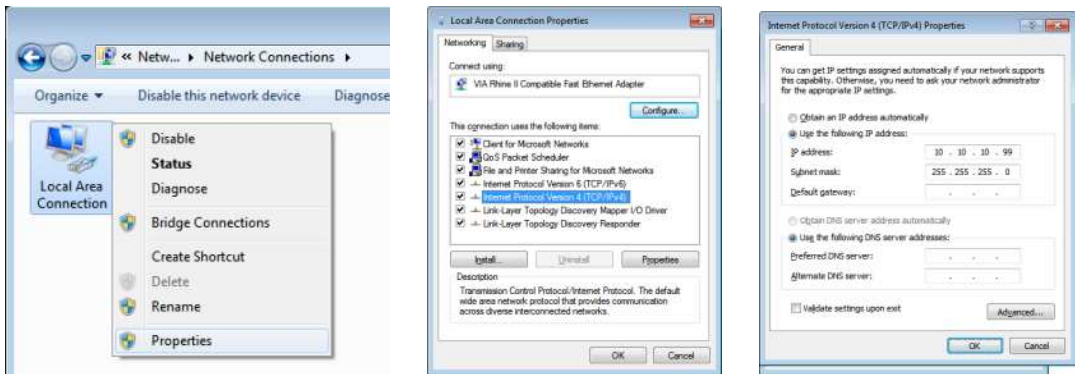 « Netw... ▸ Network Connections ▸
Organize ▾ Disable this network device Diagnose
Local Area
Connection
Disable
Status
Diagnose
Bridge Connections
Create Shortcut
Delete
Rename
Properties
Local Area Connection Properties
Networking Sharing
Connect using:
VIA Rhine II Compatible Fast Ethernet Adapter
Configure...
This connection uses the following items:
Client for Microsoft Networks
QoS Packet Scheduler
File and Printer Sharing for Microsoft Networks
Internet Protocol Version 6 (TCP/IPv6)
Internet Protocol Version 4 (TCP/IPv4)
Link-Layer Topology Discovery Mapper I/O Driver
Link-Layer Topology Discovery Responder
Install... Uninstall Properties
Description
Transmission Control Protocol/Internet Protocol. The default
wide area network protocol that provides communication
across diverse interconnected networks.
OK Cancel
Internet Protocol Version 4 (TCP/IPv4) Properties
General
You can get IP settings assigned automatically if your network supports
this capability. Otherwise, you need to ask your network administrator
for the appropriate IP settings.
Obtain an IP address automatically
Use the following IP address:
IP address: 10 . 10 . 10 . 99
Subnet mask: 255 . 255 . 255 . 0
Default gateway: . . .
Obtain DNS server address automatically
Use the following DNS server addresses:
Preferred DNS server: . . .
Alternate DNS server: . . .
Validate settings upon exit Advanced...
OK Cancel